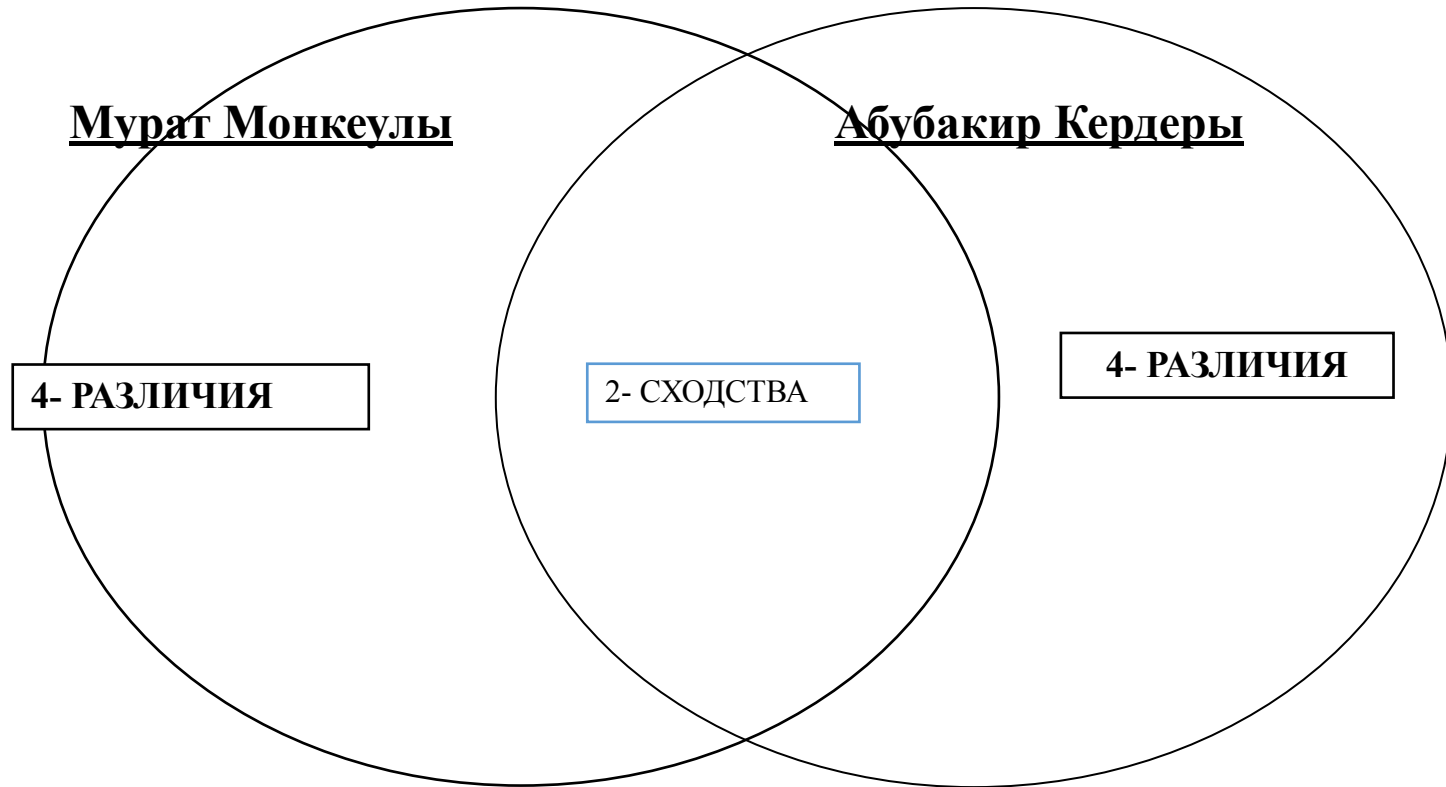 Мурат Монкеулы
Абубакир Кердеры
4- РАЗЛИЧИЯ
2- СХОДСТВА
4- РАЗЛИЧИЯ